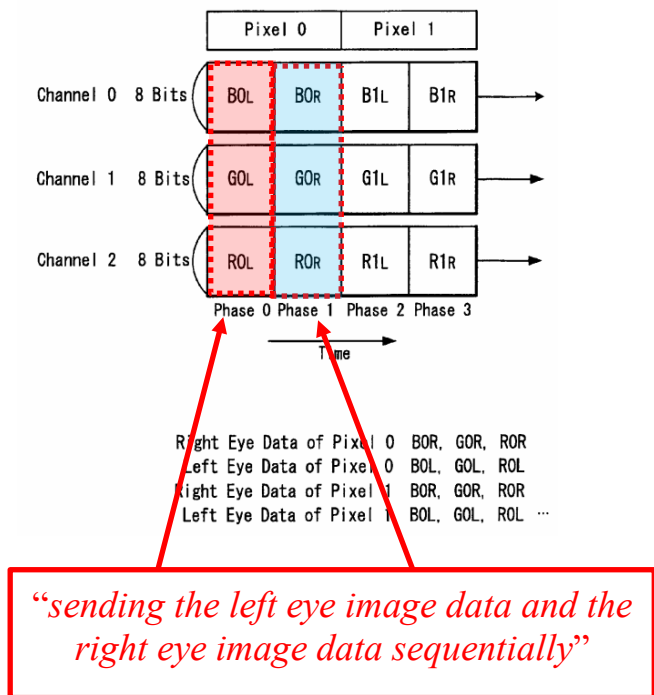 Pixel 0 Pixel 1
Channel 0 8 Bits B0L B0R B1L B1R
Channel 1 8 Bits G0L G0R G1L G1R
Channel 2 8 Bits R0L R0R R1L R1R
Phase 0 Phase 1 Phase 2 Phase 3
Time
Right Eye Data of Pixel 0 B0R, G0R, R0R
Left Eye Data of Pixel 0 B0L, G0L, R0L
Right Eye Data of Pixel 1 B0R, G0R, R0R
Left Eye Data of Pixel 1 B0L, G0L, R0L …
“sending the left eye image data and the
right eye image data sequentially”